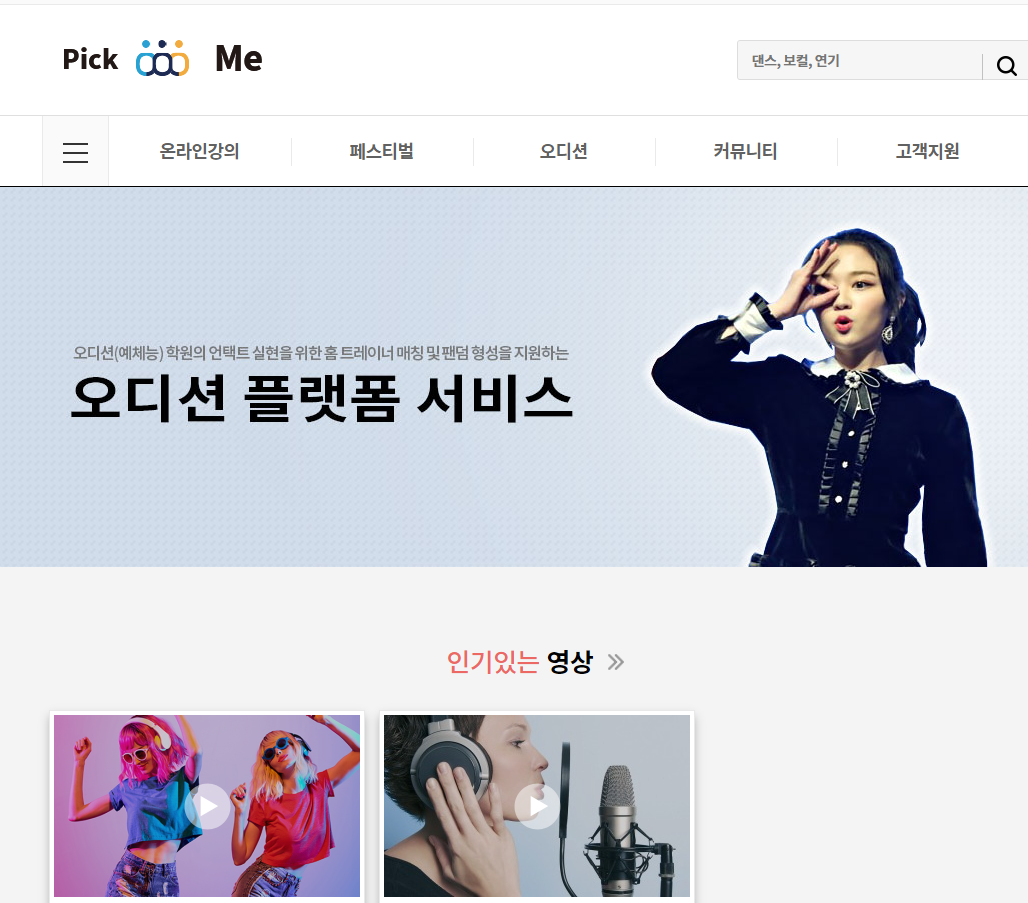 Pick Me
댄스, 보컬, 연기
온라인강의 페스티벌 오디션 커뮤니티 고객지원
오디션(예체능) 학원의 언택트 실현을 위한 홈 트레이너 매칭 및 팬덤 형성을 지원하는
오디션 플랫폼 서비스
인기있는 영상